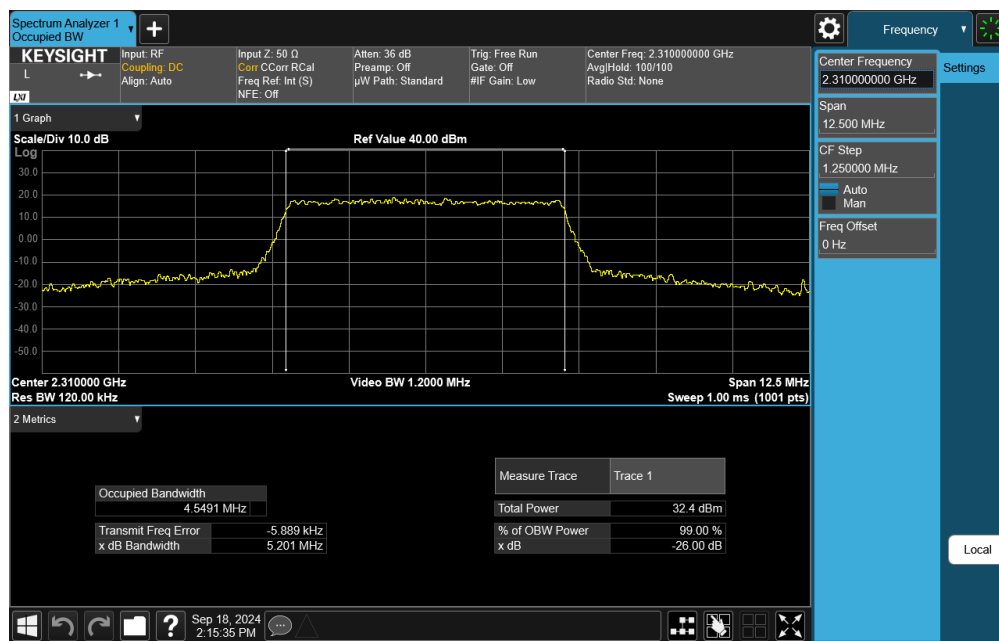 Spectrum Analyzer 1
Occupied BW
Frequency
KEYSIGHT
L
LXI
Input: RF
Coupling: DC
Align: Auto
Input Z: 50 Ω
Corr CCorr RCal
Freq Ref: Int (S)
NFE: Off
Atten: 36 dB
Preamp: Off
µW Path: Standard
Trig: Free Run
Gate: Off
#IF Gain: Low
Center Freq: 2.310000000 GHz
Avg|Hold: 100/100
Radio Std: None
Center Frequency
2.310000000 GHz
Settings
Span
12.500 MHz
CF Step
1.250000 MHz
Auto
Man
Freq Offset
0 Hz
Local
1 Graph
Scale/Div 10.0 dB
Ref Value 40.00 dBm
Log
30.0
20.0
10.0
0.00
-10.0
-20.0
-30.0
-40.0
-50.0
Center 2.310000 GHz
Video BW 1.2000 MHz
Span 12.5 MHz
Res BW 120.00 kHz
Sweep 1.00 ms (1001 pts)
2 Metrics
Measure Trace Trace 1
Occupied Bandwidth
4.5491 MHz
Total Power 32.4 dBm
Transmit Freq Error -5.889 kHz
% of OBW Power 99.00 %
x dB Bandwidth 5.201 MHz
x dB -26.00 dB
Sep 18, 2024
2:15:35 PM